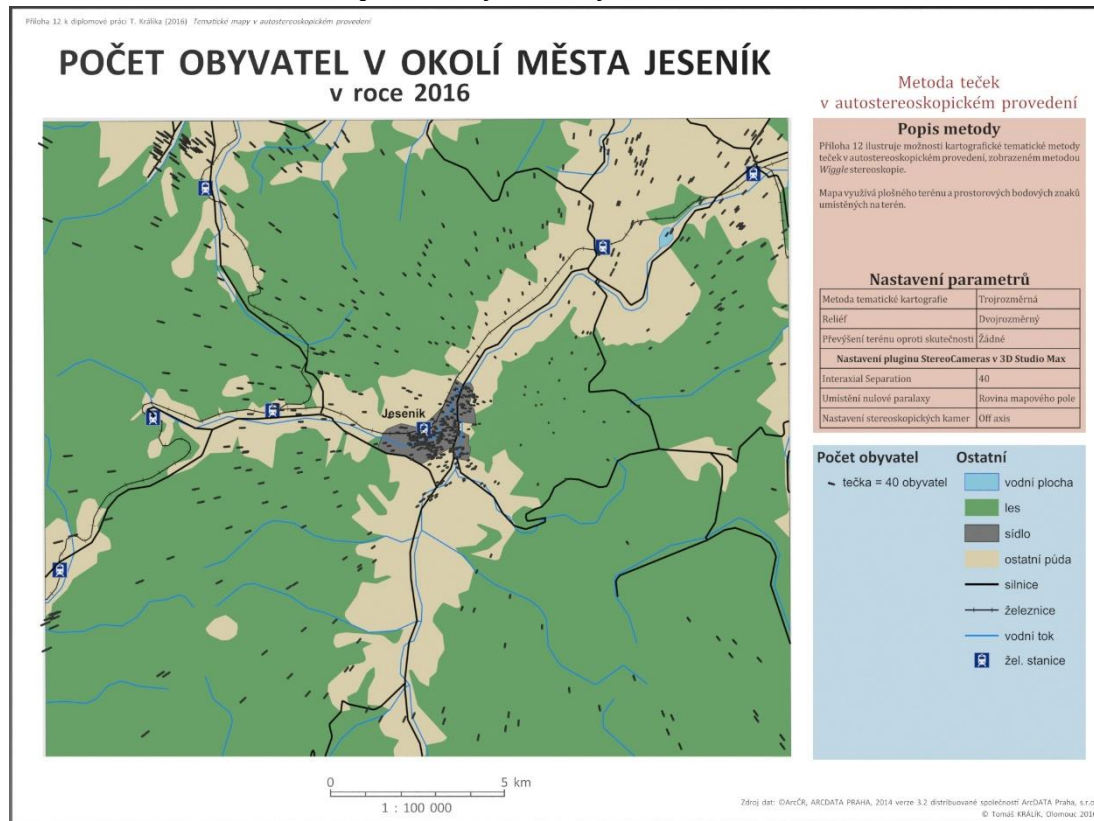 Příloha 12 k diplomové práci T. Králíka (2016) Tematické mapy v autostereoskopickém provedení
POČET OBYVATEL V OKOLÍ MĚSTA JESENÍK
v roce 2016
Jeseník
0 5 km
1 : 100 000
Metoda teček
v autostereoskopickém provedení
Popis metody
Příloha 12 ilustruje možnosti kartografické tematické metody
teček v autostereoskopickém provedení, zobrazeném metodou
Wiggle stereoskopie.
Mapa využívá plošného terénu a prostorových bodových znaků
umístěných na terén.
Nastavení parametrů
Metoda tematické kartografie Trojrozměrná
Reliéf Dvojrozměrný
Převýšení terénu oproti skutečnosti Žádné
Nastavení pluginu StereoCameras v 3D Studio Max
Interaxial Separation 40
Umístění nulové paralaxy Rovina mapového pole
Nastavení stereoskopických kamer Off axis
Počet obyvatel
tečka = 40 obyvatel
Ostatní
vodní plocha
les
sídlo
ostatní půda
silnice
železnice
vodní tok
žel. stanice
Zdroj dat: ©ArcČR, ARCDATA PRAHA, 2014 verze 3.2 distribuované společností ArcDATA Praha, s.r.o
© Tomáš KRÁLÍK, Olomouc 2016